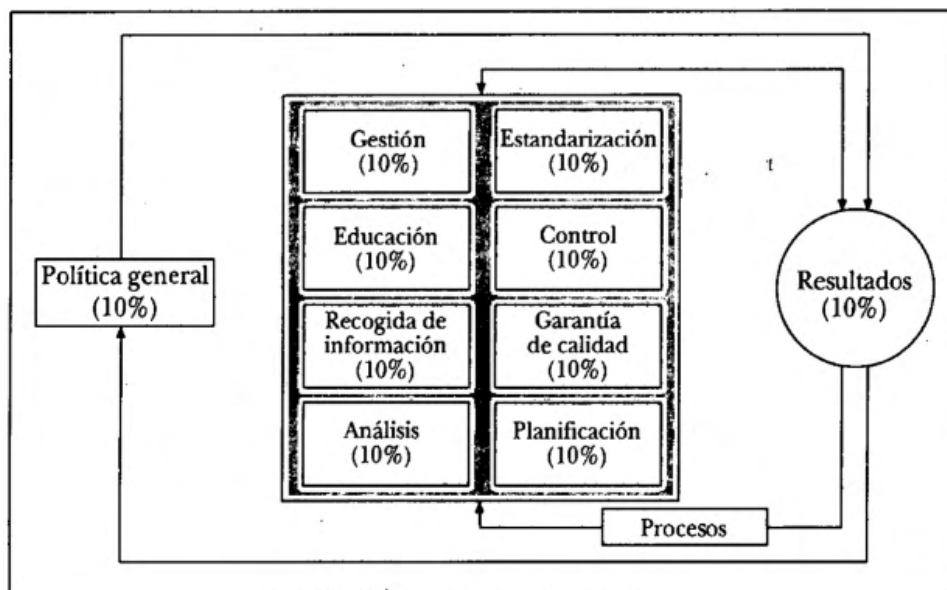 Gestión
(10%)
Estandarización
(10%)
Educación
(10%)
Control
(10%)
Política general
(10%)
Resultados
(10%)
Recogida de
información
(10%)
Garantía
de calidad
(10%)
Análisis
(10%)
Planificación
(10%)
Procesos